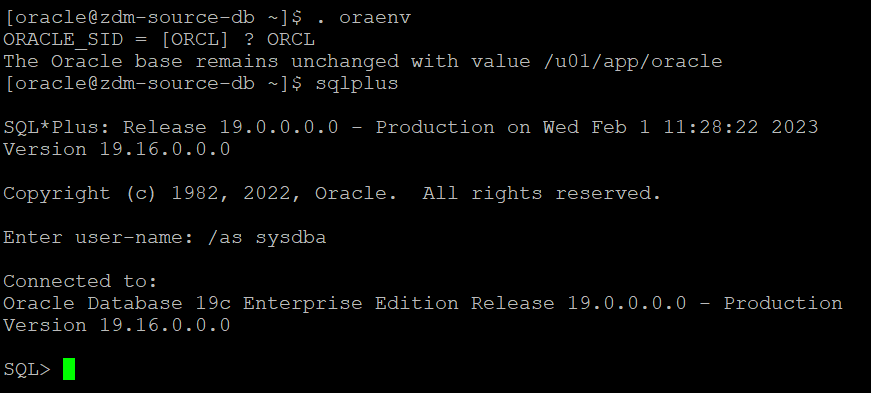 [oracle@zdm-source-db ~]$ . oraenv
ORACLE_SID = [ORCL] ? ORCL
The Oracle base remains unchanged with value /u01/app/oracle
[oracle@zdm-source-db ~]$ sqlplus
SQL*Plus: Release 19.0.0.0.0 - Production on Wed Feb 1 11:28:22 2023
Version 19.16.0.0.0
Copyright (c) 1982, 2022, Oracle.  All rights reserved.
Enter user-name: /as sysdba
Connected to:
Oracle Database 19c Enterprise Edition Release 19.0.0.0.0 - Production
Version 19.16.0.0.0
SQL>